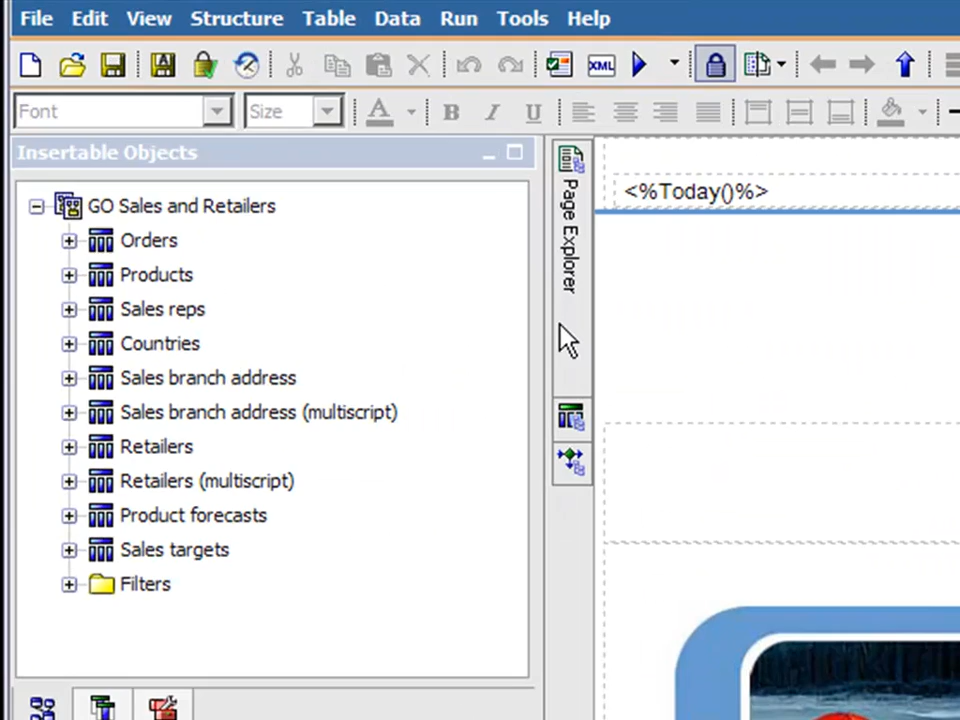 File Edit View Structure Table Data Run Tools Help
A XML
Font Size A B I U
Insertable Objects
GO Sales and Retailers
Orders
Products
Sales reps
Countries
Sales branch address
Sales branch address (multiscript)
Retailers
Retailers (multiscript)
Product forecasts
Sales targets
Filters
Page Explorer
<%Today()%>